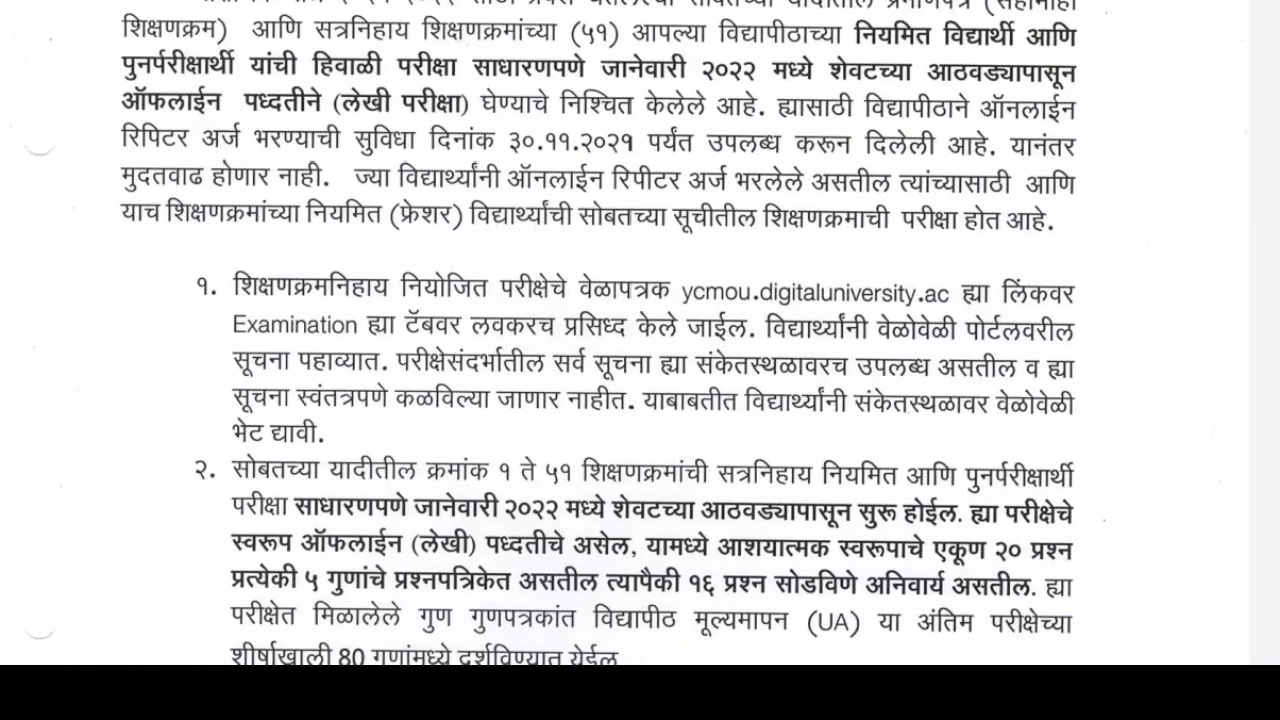 शिक्षणक्रम) आणि सत्रनिहाय शिक्षणक्रमांच्या (५१) आपल्या विद्यापीठाच्या नियमित विद्यार्थी आणि
पुनर्परीक्षार्थी यांची हिवाळी परीक्षा साधारणपणे जानेवारी २०२२ मध्ये शेवटच्या आठवड्यापासून
ऑफलाईन पध्दतीने (लेखी परीक्षा) घेण्याचे निश्चित केलेले आहे. ह्यासाठी विद्यापीठाने ऑनलाईन
रिपिटर अर्ज भरण्याची सुविधा दिनांक ३०.११.२०२१ पर्यंत उपलब्ध करून दिलेली आहे. यानंतर
मुदतवाढ होणार नाही. ज्या विद्यार्थ्यांनी ऑनलाईन रिपीटर अर्ज भरलेले असतील त्यांच्यासाठी आणि
याच शिक्षणक्रमांच्या नियमित (फ्रेशर) विद्यार्थ्यांची सोबतच्या सूचीतील शिक्षणक्रमाची परीक्षा होत आहे.
१. शिक्षणक्रमनिहाय नियोजित परीक्षेचे वेळापत्रक ycmou.digitaluniversity.ac ह्या लिंकवर
Examination ह्या टॅबवर लवकरच प्रसिध्द केले जाईल. विद्यार्थ्यांनी वेळोवेळी पोर्टलवरील
सूचना पहाव्यात. परीक्षेसंदर्भातील सर्व सूचना ह्या संकेतस्थळावरच उपलब्ध असतील व ह्या
सूचना स्वंतत्रपणे कळविल्या जाणार नाहीत. याबाबतीत विद्यार्थ्यांनी संकेतस्थळावर वेळोवेळी
भेट द्यावी.
२. सोबतच्या यादीतील क्रमांक १ ते ५१ शिक्षणक्रमांची सत्रनिहाय नियमित आणि पुनर्परीक्षार्थी
परीक्षा साधारणपणे जानेवारी २०२२ मध्ये शेवटच्या आठवड्यापासून सुरू होईल. ह्या परीक्षेचे
स्वरूप ऑफलाईन (लेखी) पध्दतीचे असेल, यामध्ये आशयात्मक स्वरूपाचे एकूण २० प्रश्न
प्रत्येकी ५ गुणांचे प्रश्नपत्रिकेत असतील त्यापैकी १६ प्रश्न सोडविणे अनिवार्य असतील. ह्या
परीक्षेत मिळालेले गुण गुणपत्रकांत विद्यापीठ मूल्यमापन (UA) या अंतिम परीक्षेच्या
शीर्षाखाली 80 गुणांमध्ये दर्शविण्यात येईल